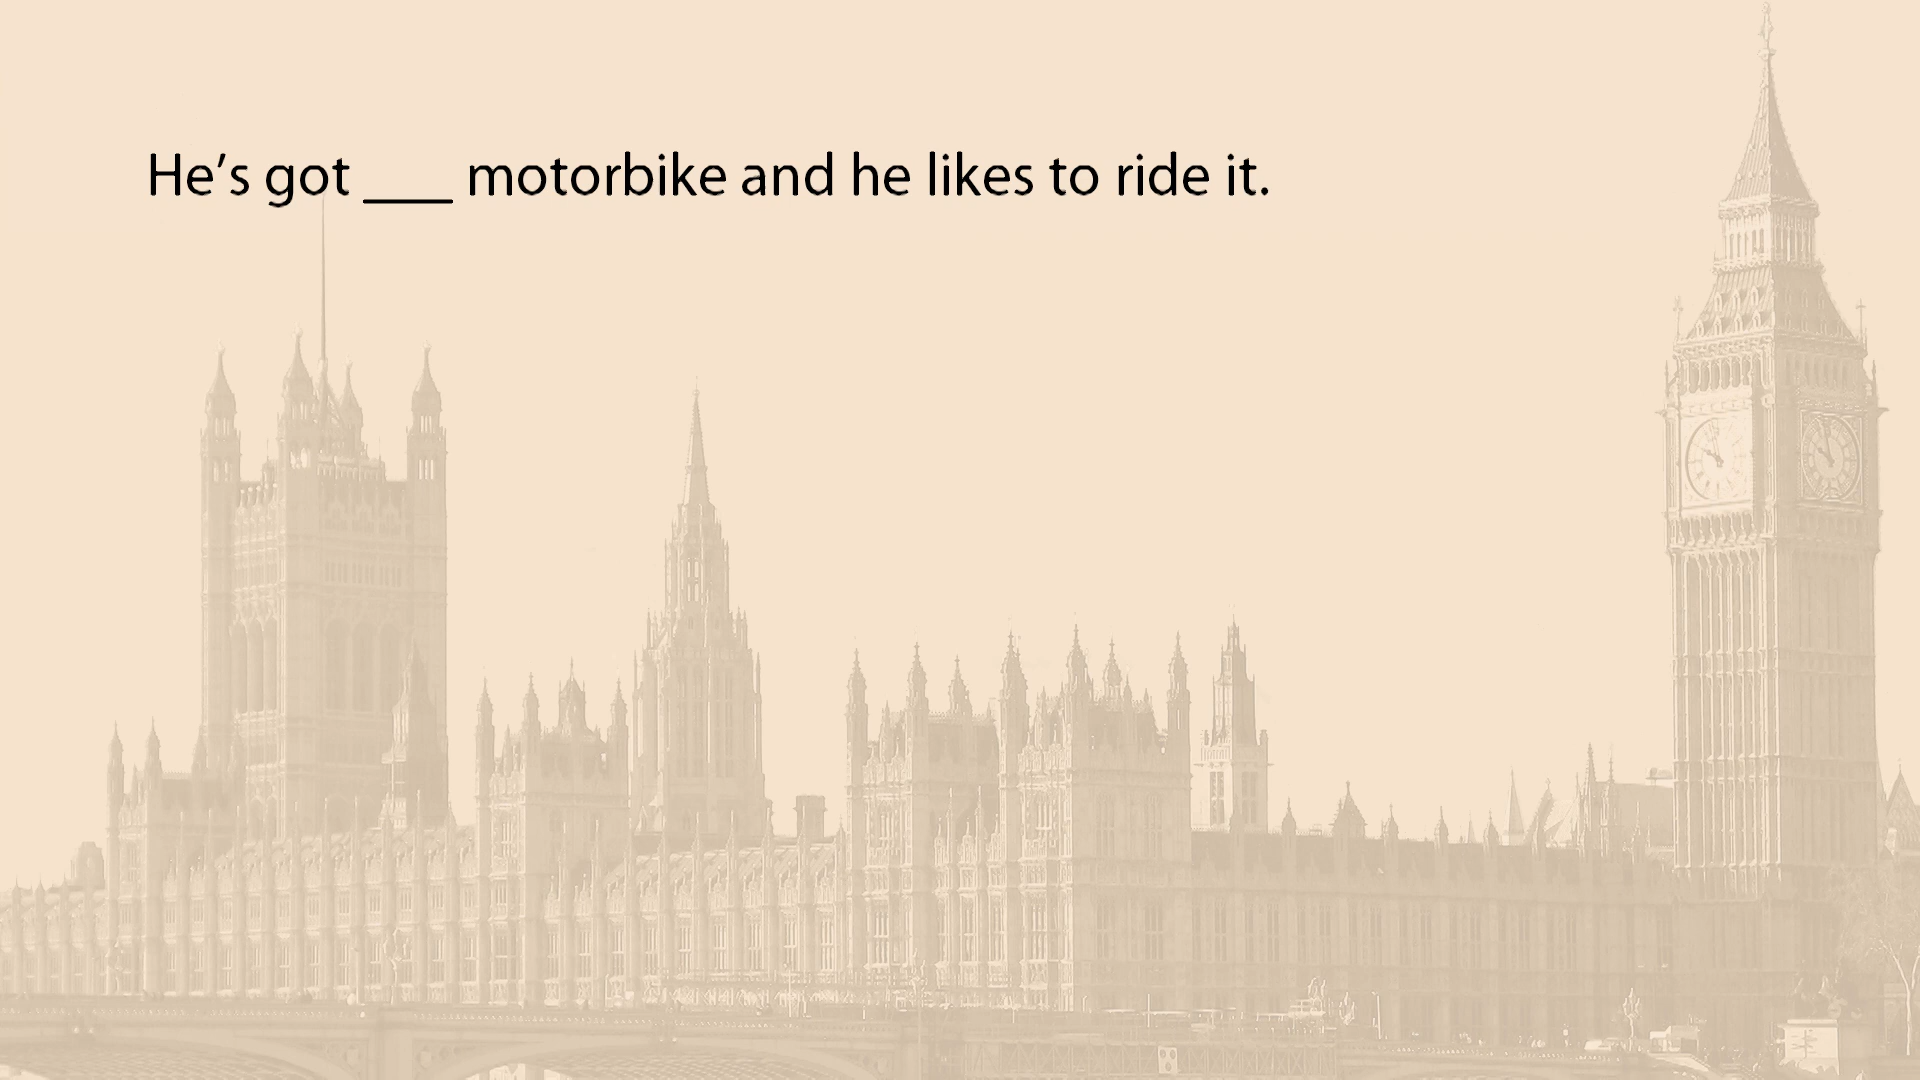 He’s got ___ motorbike and he likes to ride it.